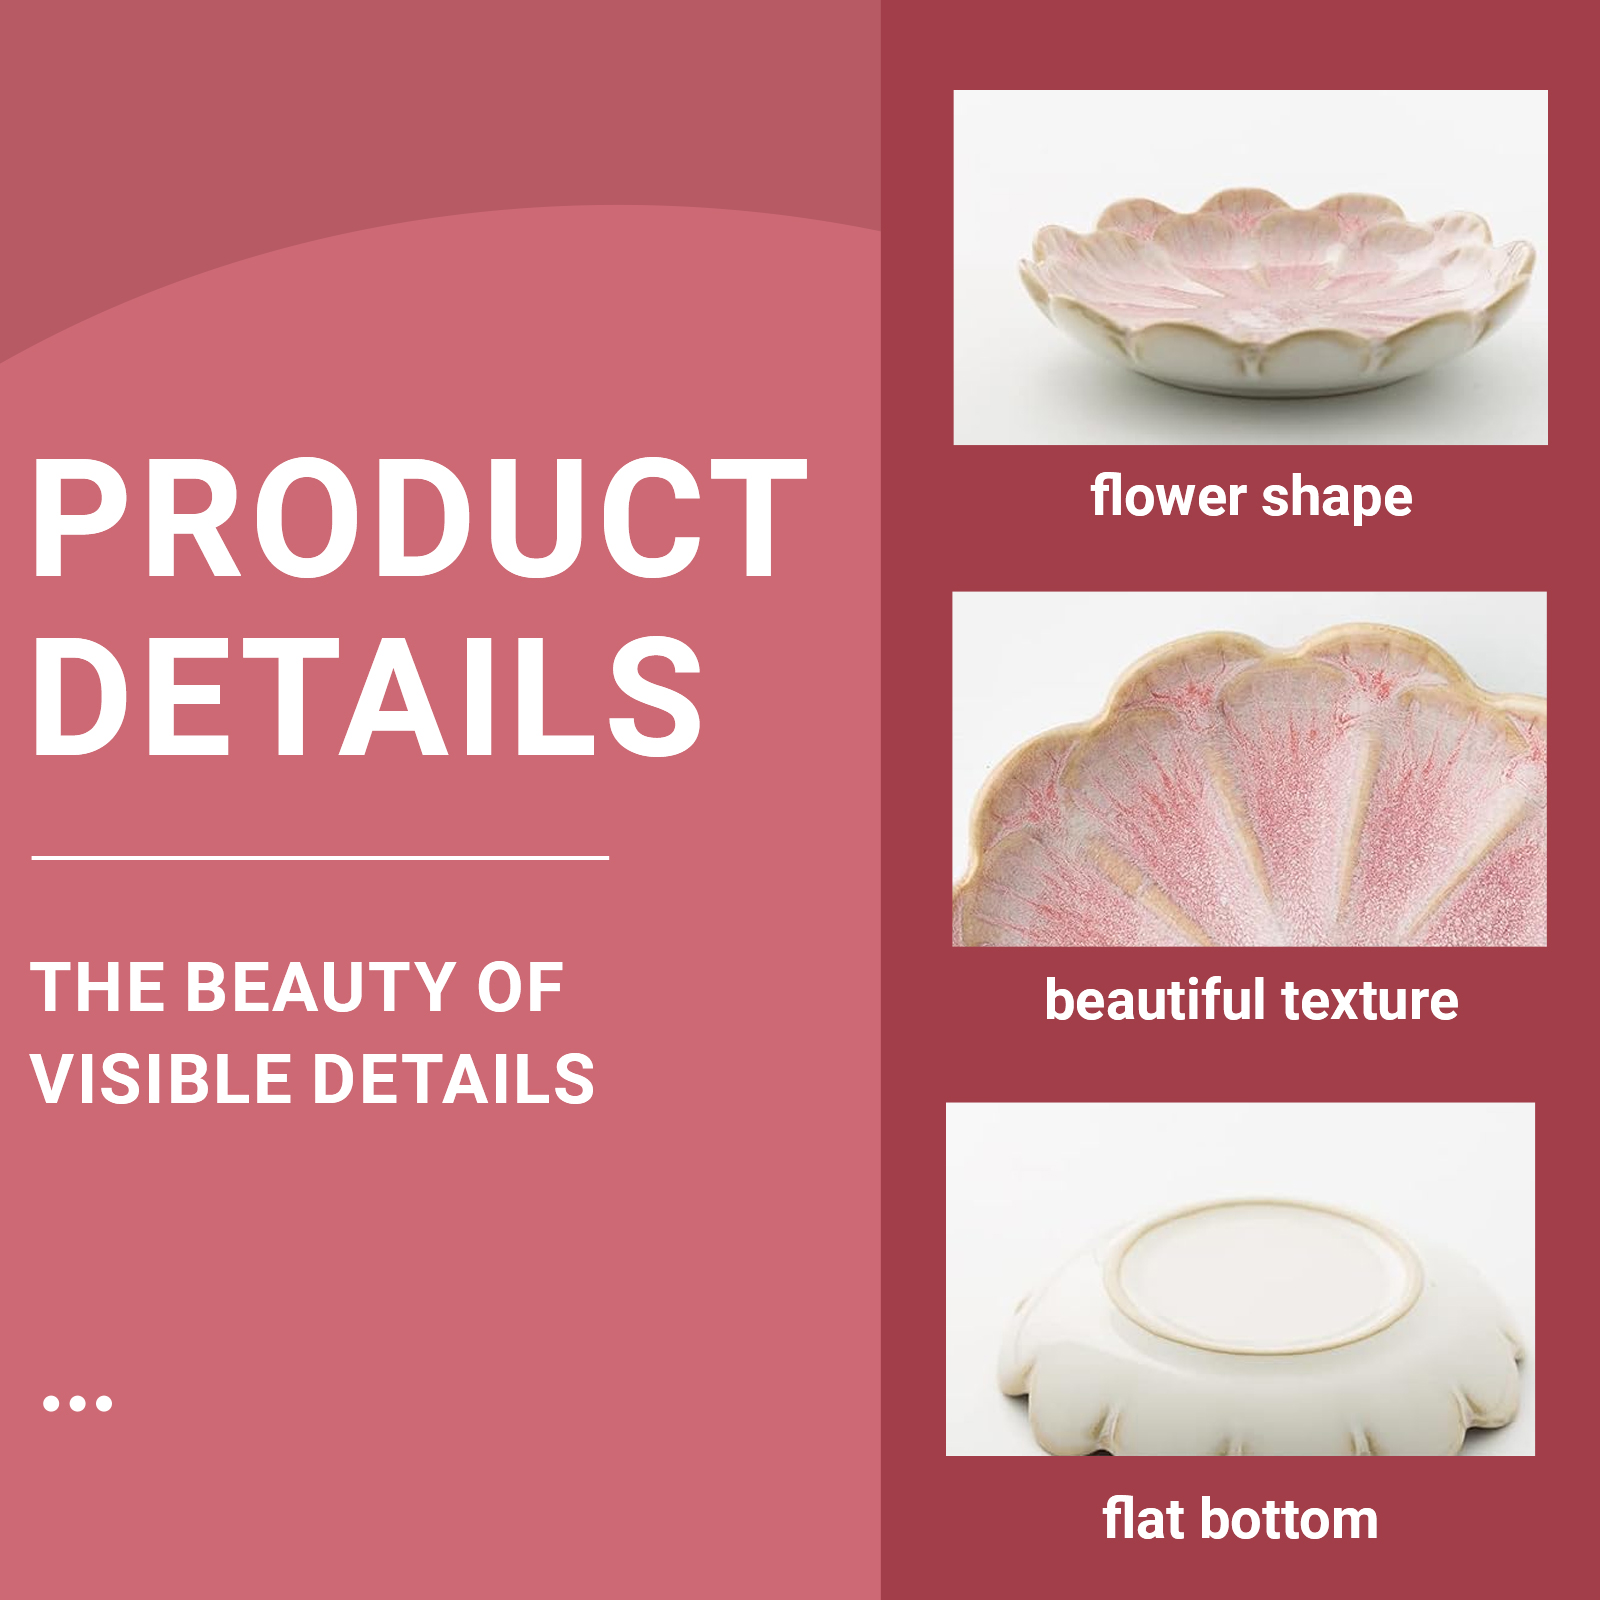 PRODUCT
DETAILS
THE BEAUTY OF
VISIBLE DETAILS
flower shape
beautiful texture
flat bottom